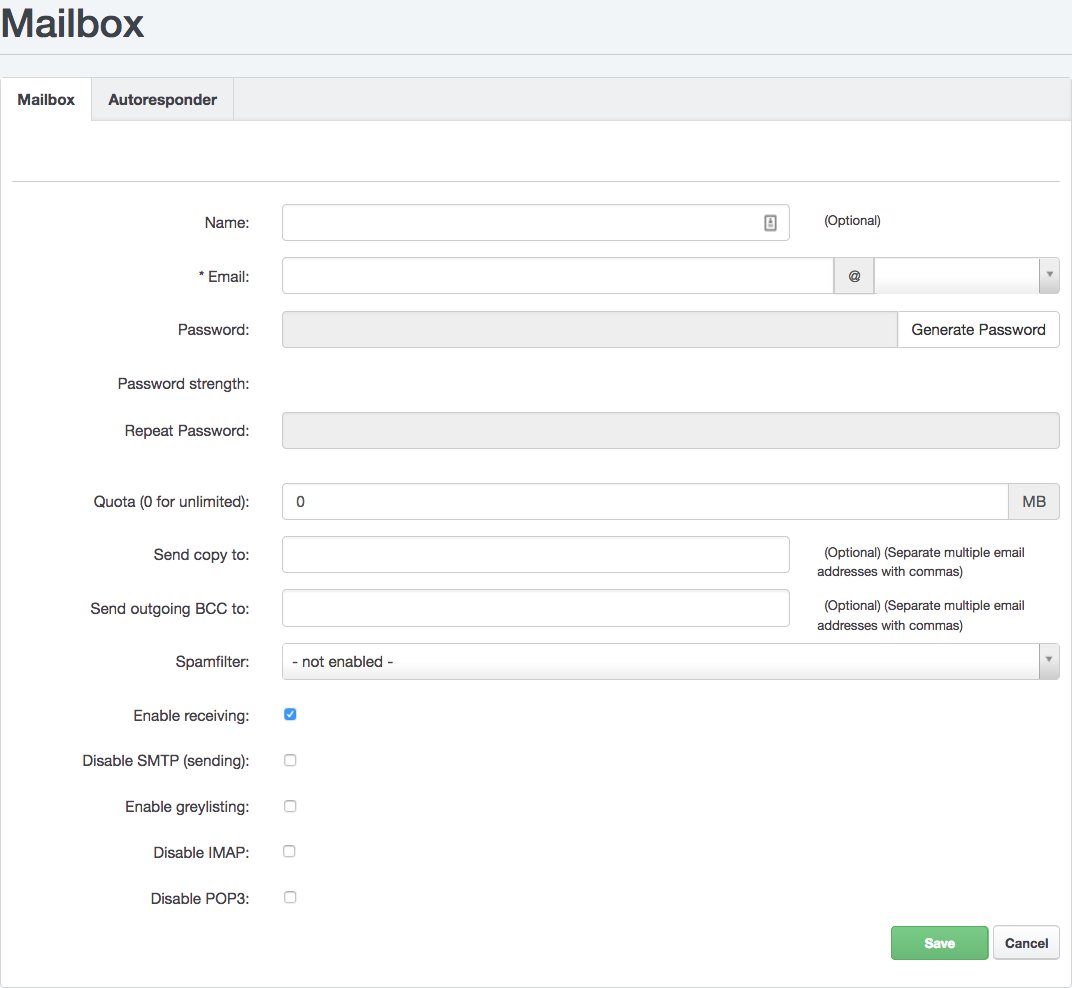 Mailbox
Mailbox Autoresponder
Name: (Optional)
* Email: @
Password: Generate Password
Password strength:
Repeat Password:
Quota (0 for unlimited): 0 MB
Send copy to: (Optional) (Separate multiple email
addresses with commas)
Send outgoing BCC to: (Optional) (Separate multiple email
addresses with commas)
Spamfilter: - not enabled -
Enable receiving:
Disable SMTP (sending):
Enable greylisting:
Disable IMAP:
Disable POP3:
Save Cancel